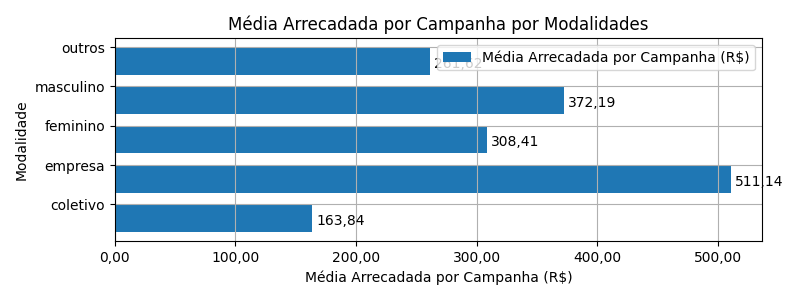 Média Arrecadada por Campanha por Modalidades
Média Arrecadada por Campanha (R$)
Modalidade
outros
masculino 372,19
feminino 308,41
empresa 511,14
coletivo 163,84
0,00 100,00 200,00 300,00 400,00 500,00
Média Arrecadada por Campanha (R$)